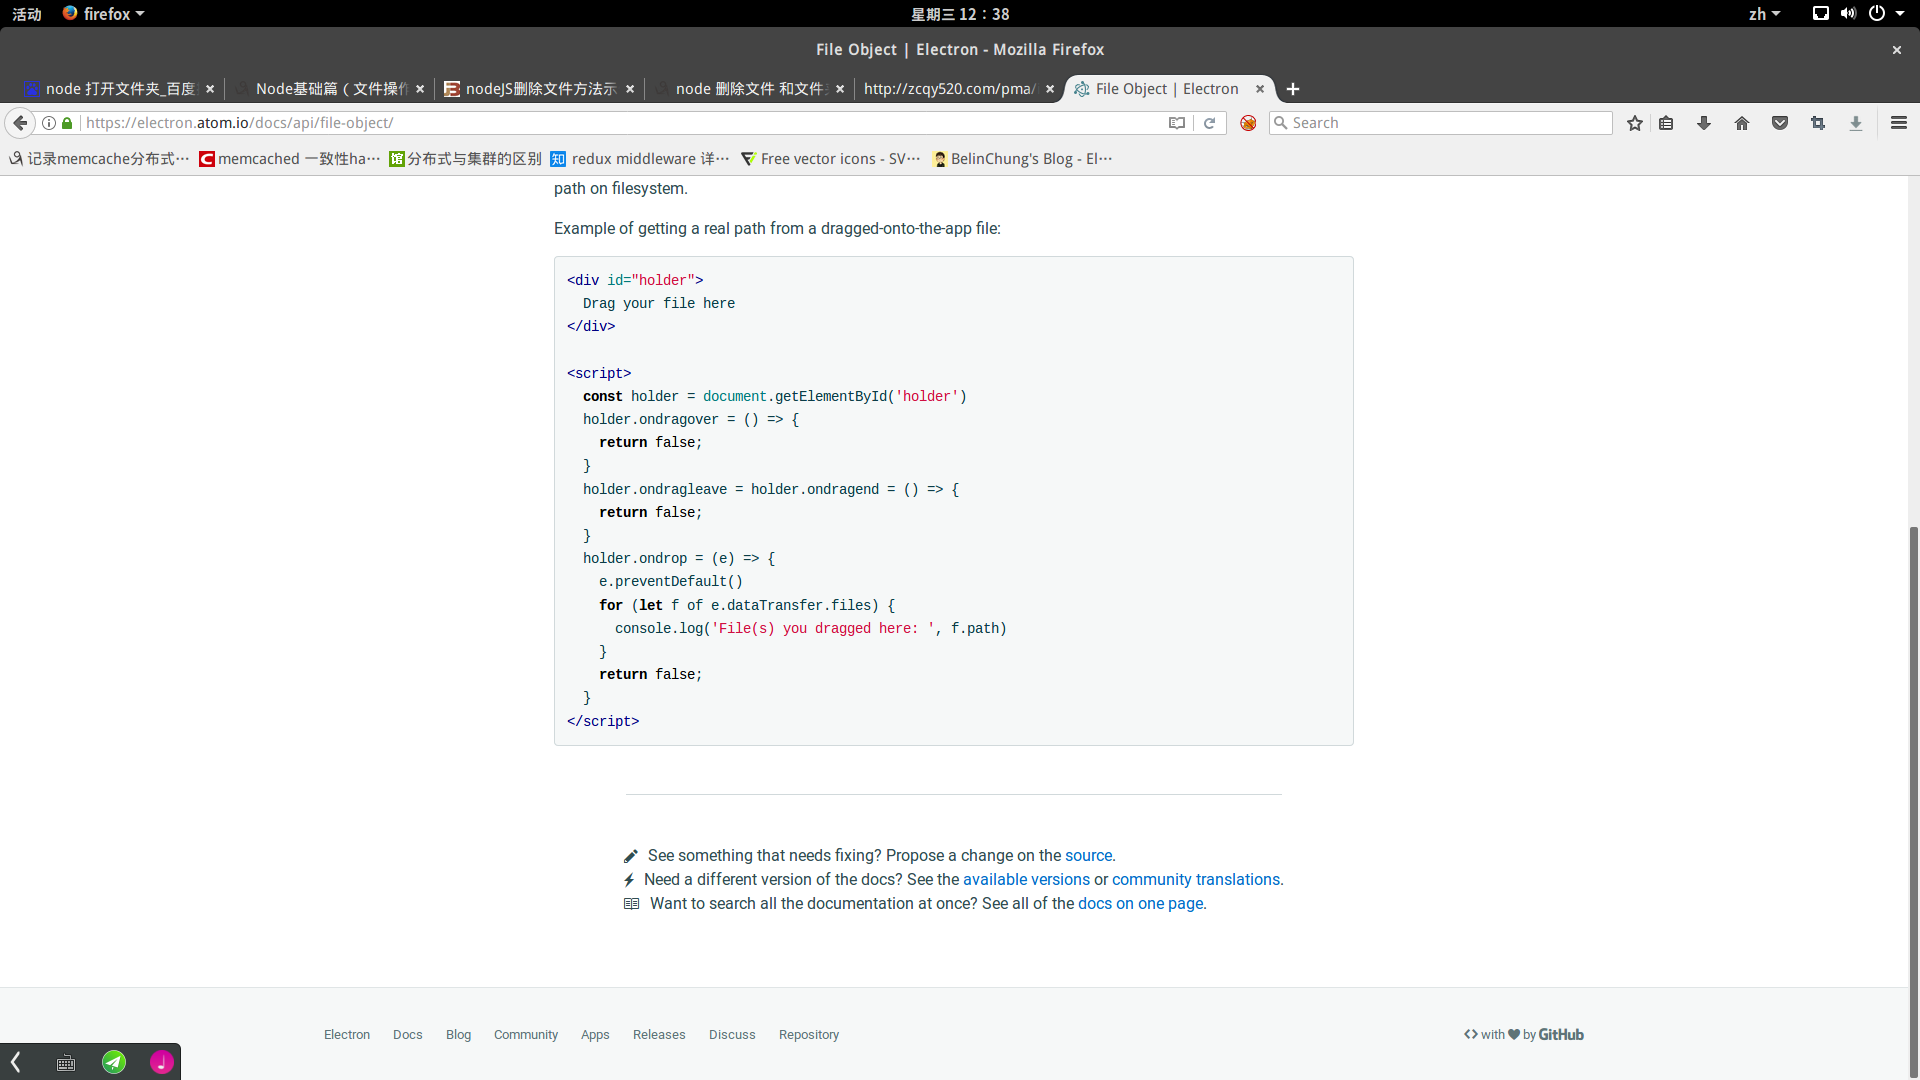 活动 firefox 星期三 12：38 zh
File Object | Electron - Mozilla Firefox
node 打开文件夹_百度 Node基础篇（文件操作 nodeJS删除文件方法示 node 删除文件 和文件 http://zcqy520.com/pma/ File Object | Electron
https://electron.atom.io/docs/api/file-object/ Search
记录memcache分布式… memcached 一致性ha… 分布式与集群的区别 redux middleware 详… Free vector icons - SV… BelinChung's Blog - El…
path on filesystem.
Example of getting a real path from a dragged-onto-the-app file:
<div id="holder">
  Drag your file here
</div>
<script>
  const holder = document.getElementById('holder')
  holder.ondragover = () => {
    return false;
  }
  holder.ondragleave = holder.ondragend = () => {
    return false;
  }
  holder.ondrop = (e) => {
    e.preventDefault()
    for (let f of e.dataTransfer.files) {
      console.log('File(s) you dragged here: ', f.path)
    }
    return false;
  }
</script>
See something that needs fixing? Propose a change on the source.
Need a different version of the docs? See the available versions or community translations.
Want to search all the documentation at once? See all of the docs on one page.
Electron Docs Blog Community Apps Releases Discuss Repository
<> with ♥ by GitHub